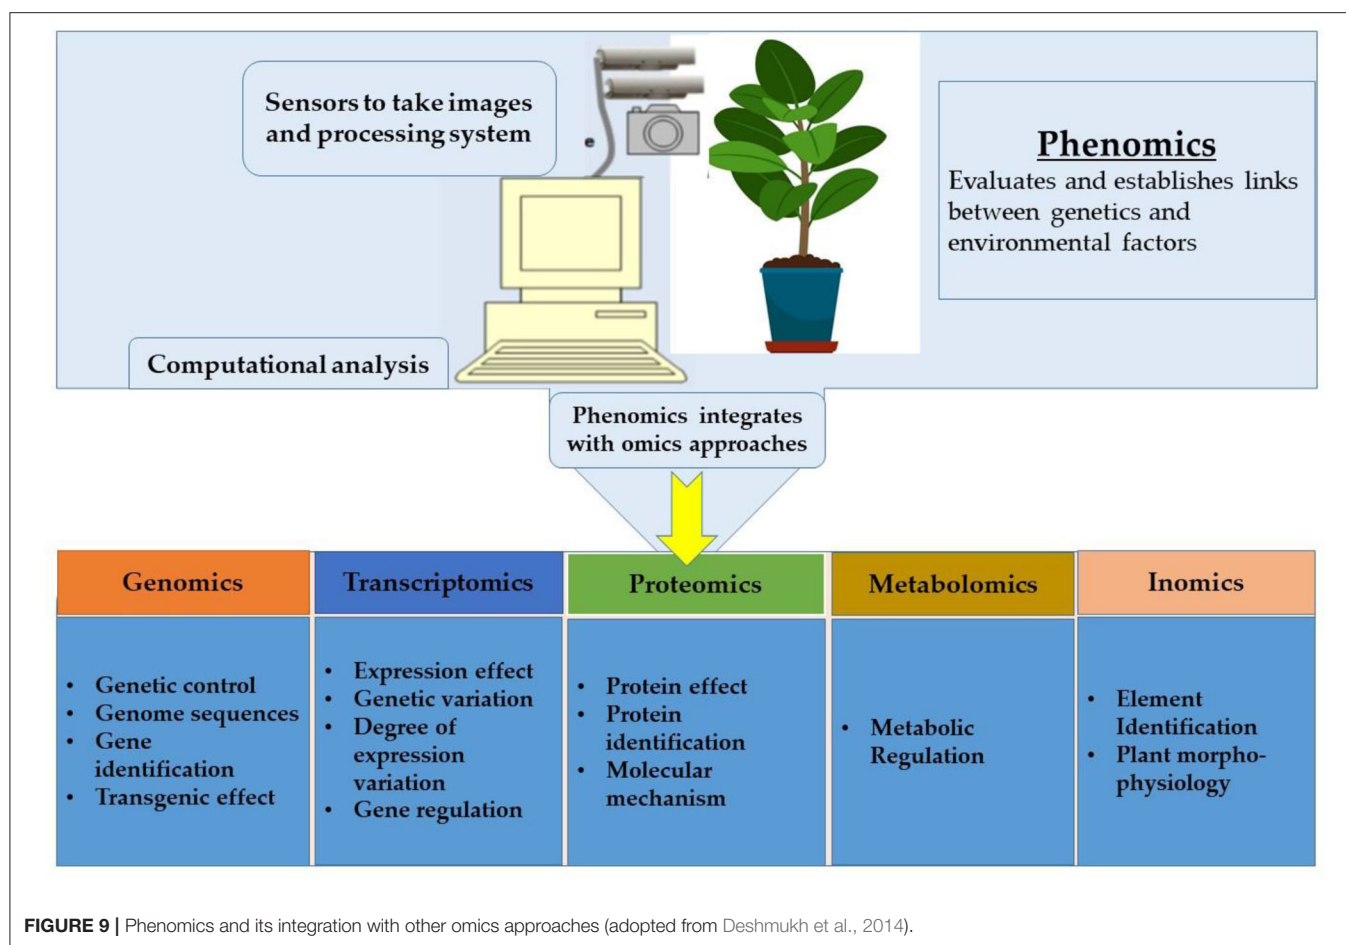 Sensors to take images
and processing system
Phenomics
Evaluates and establishes links
between genetics and
environmental factors
Computational analysis
Phenomics integrates
with omics approaches
Genomics
• Genetic control
• Genome sequences
• Gene
identification
• Transgenic effect
Transcriptomics
• Expression effect
• Genetic variation
• Degree of
expression
variation
• Gene regulation
Proteomics
• Protein effect
• Protein
identification
• Molecular
mechanism
Metabolomics
• Metabolic
Regulation
Inomics
• Element
Identification
• Plant morpho-
physiology
FIGURE 9 | Phenomics and its integration with other omics approaches (adopted from Deshmukh et al., 2014).